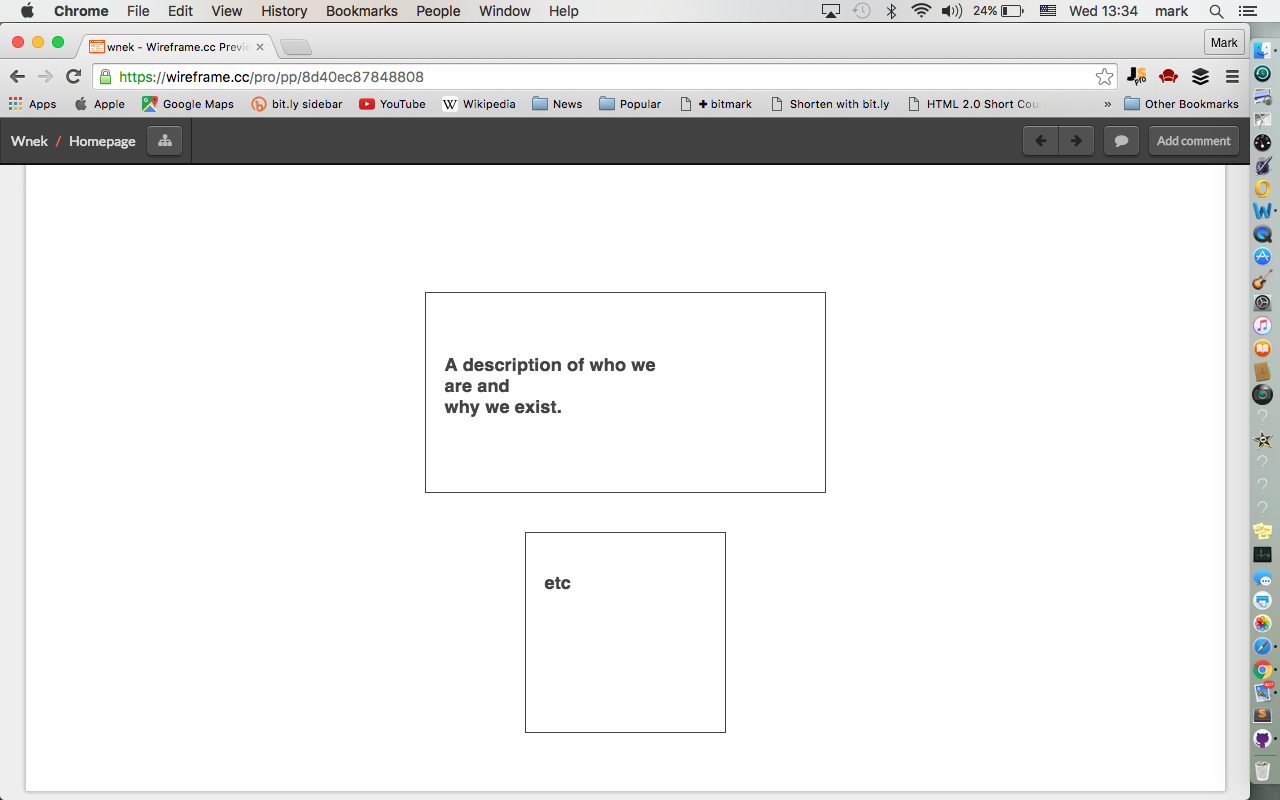 Chrome File Edit View History Bookmarks People Window Help 24% Wed 13:34 mark
wnek - Wireframe.cc Previe
Mark
https://wireframe.cc/pro/pp/8d40ec87848808
Apps Apple Google Maps bit.ly sidebar YouTube Wikipedia News Popular + bitmark Shorten with bit.ly HTML 2.0 Short Cou » Other Bookmarks
Wnek / Homepage Add comment
A description of who we
are and
why we exist.
etc